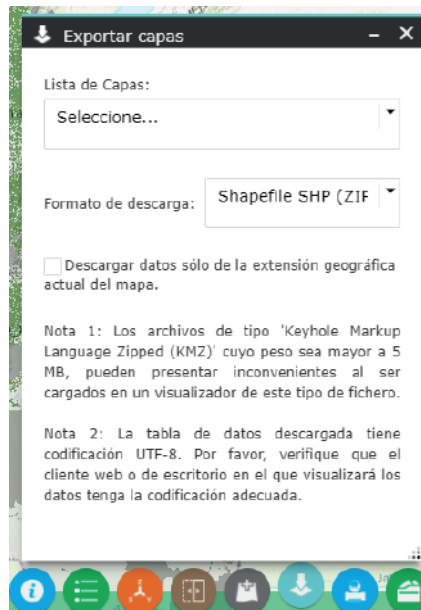 Exportar capas
Lista de Capas:
Seleccione...
Formato de descarga:
Shapefile SHP (ZIF
Descargar datos sólo de la extensión geográfica
actual del mapa.
Nota 1: Los archivos de tipo 'Keyhole Markup
Language Zipped (KMZ)' cuyo peso sea mayor a 5
MB, pueden presentar inconvenientes al ser
cargados en un visualizador de este tipo de fichero.
Nota 2: La tabla de datos descargada tiene
codificación UTF-8. Por favor, verifique que el
cliente web o de escritorio en el que visualizará los
datos tenga la codificación adecuada.